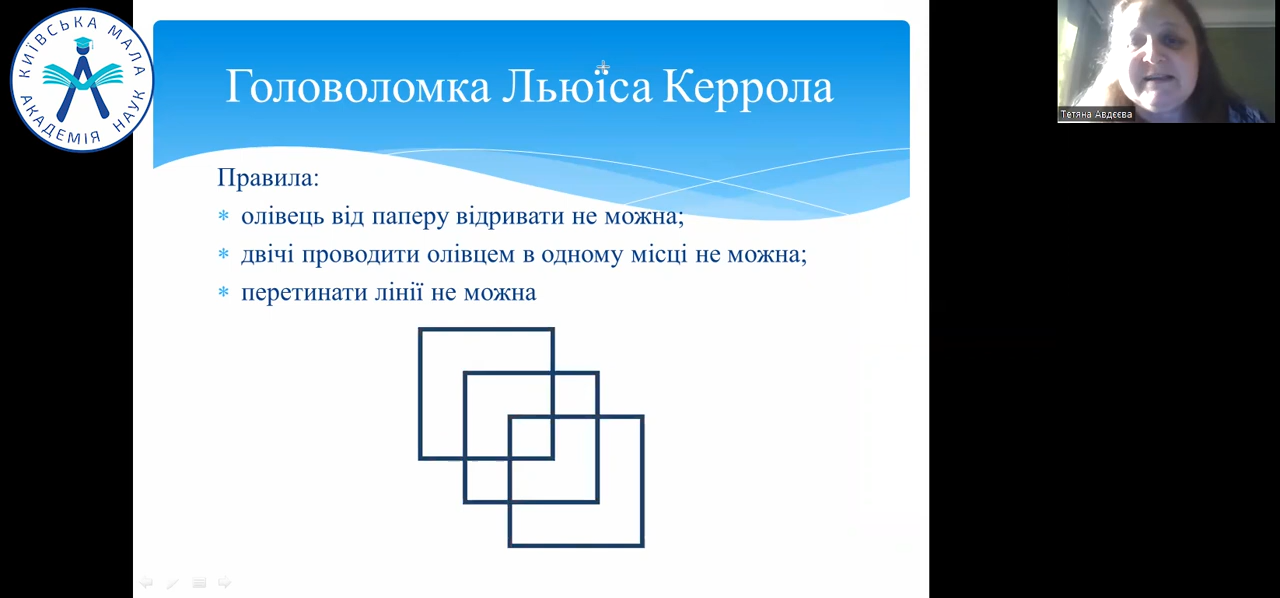 КИЇВСЬКА МАЛА
АКАДЕМІЯ НАУК
Головоломка Льюїса Керрола
Правила:
олівець від паперу відривати не можна;
двічі проводити олівцем в одному місці не можна;
перетинати лінії не можна
Тетяна Авдєєва